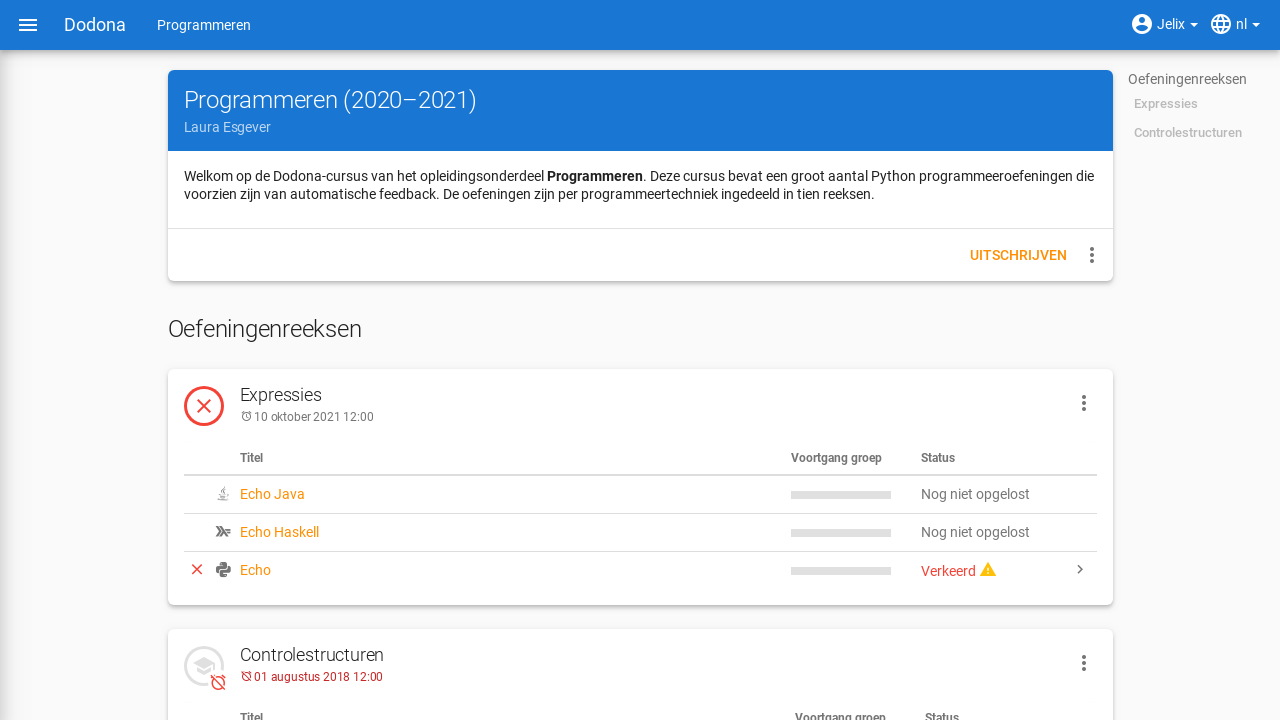 Dodona Programmeren Jelix nl
Programmeren (2020–2021)
Laura Esgever
Welkom op de Dodona-cursus van het opleidingsonderdeel Programmeren. Deze cursus bevat een groot aantal Python programmeeroefeningen die
voorzien zijn van automatische feedback. De oefeningen zijn per programmeertechniek ingedeeld in tien reeksen.
UITSCHRIJVEN
Oefeningenreeksen
Expressies
Controlestructuren
Oefeningenreeksen
Expressies
10 oktober 2021 12:00
Titel Voortgang groep Status
Echo Java Nog niet opgelost
Echo Haskell Nog niet opgelost
Echo Verkeerd
Controlestructuren
01 augustus 2018 12:00
Titel Voortgang groep Status